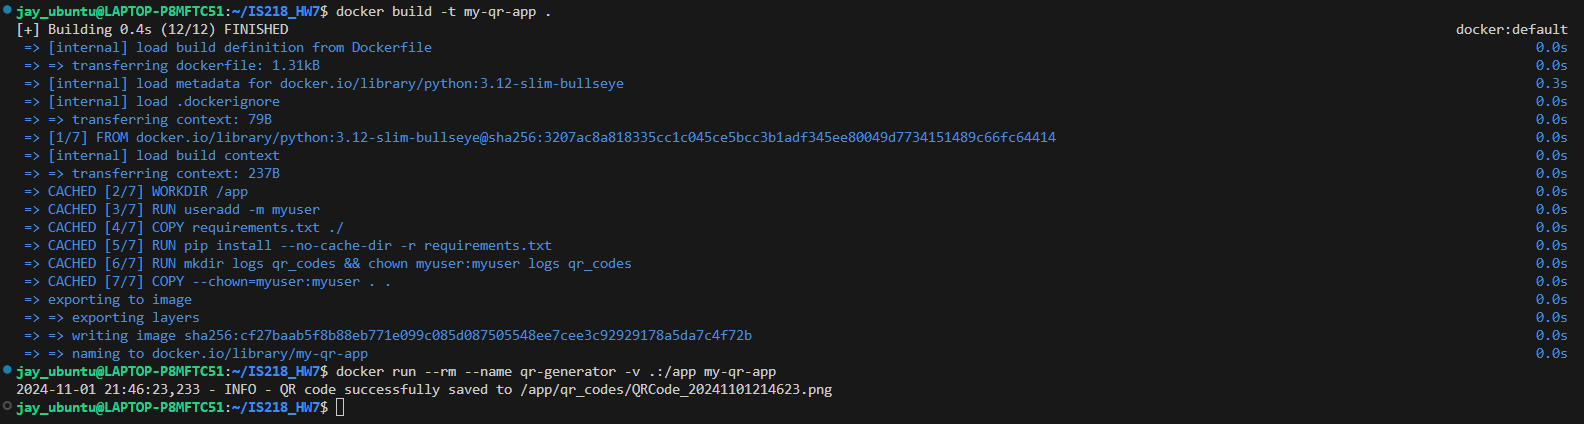 jay_ubuntu@LAPTOP-P8MFTC51:~/IS218_HW7$ docker build -t my-qr-app .
[+] Building 0.4s (12/12) FINISHED docker:default
=> [internal] load build definition from Dockerfile 0.0s
=> => transferring dockerfile: 1.31kB 0.0s
=> [internal] load metadata for docker.io/library/python:3.12-slim-bullseye 0.3s
=> [internal] load .dockerignore 0.0s
=> => transferring context: 79B 0.0s
=> [1/7] FROM docker.io/library/python:3.12-slim-bullseye@sha256:3207ac8a818335cc1c045ce5bcc3b1adf345ee80049d7734151489c66fc64414 0.0s
=> [internal] load build context 0.0s
=> => transferring context: 237B 0.0s
=> CACHED [2/7] WORKDIR /app 0.0s
=> CACHED [3/7] RUN useradd -m myuser 0.0s
=> CACHED [4/7] COPY requirements.txt ./ 0.0s
=> CACHED [5/7] RUN pip install --no-cache-dir -r requirements.txt 0.0s
=> CACHED [6/7] RUN mkdir logs qr_codes && chown myuser:myuser logs qr_codes 0.0s
=> CACHED [7/7] COPY --chown=myuser:myuser . . 0.0s
=> exporting to image 0.0s
=> => exporting layers 0.0s
=> => writing image sha256:cf27baab5f8b88eb771e099c085d087505548ee7cee3c92929178a5da7c4f72b 0.0s
=> => naming to docker.io/library/my-qr-app 0.0s
jay_ubuntu@LAPTOP-P8MFTC51:~/IS218_HW7$ docker run --rm --name qr-generator -v .:/app my-qr-app
2024-11-01 21:46:23,233 - INFO - QR code successfully saved to /app/qr_codes/QRCode_20241101214623.png
jay_ubuntu@LAPTOP-P8MFTC51:~/IS218_HW7$